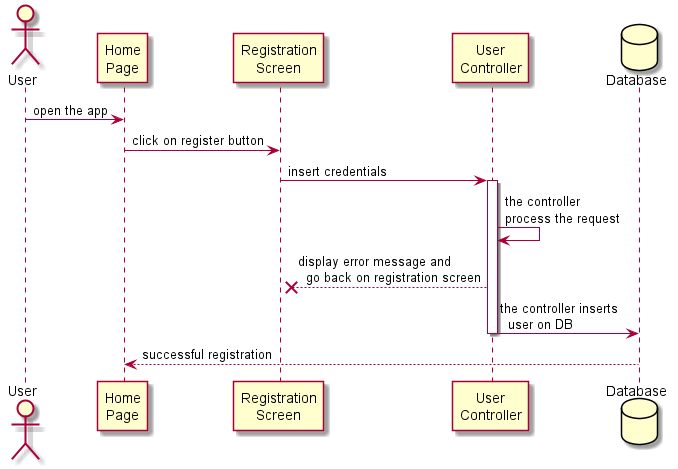 User
Home
Page
Registration
Screen
User
Controller
Database
open the app
click on register button
insert credentials
the controller
process the request
display error message and
go back on registration screen
the controller inserts
user on DB
successful registration
User
Home
Page
Registration
Screen
User
Controller
Database